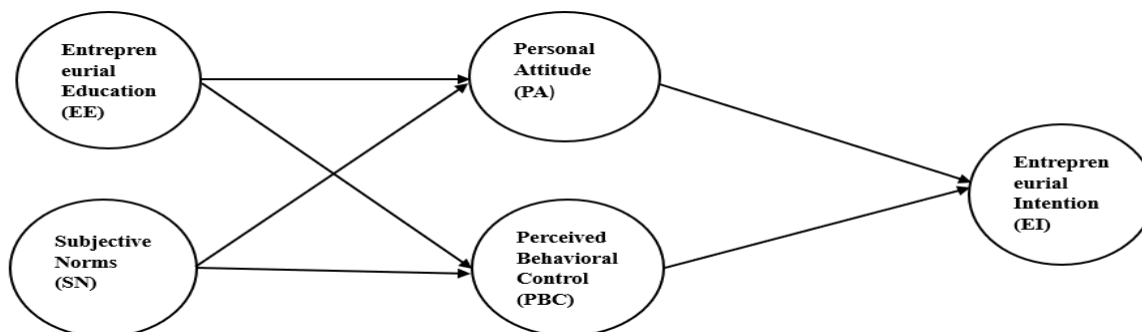 Entrepren
eurial
Education
(EE)
Personal
Attitude
(PA)
Entrepren
eurial
Intention
(EI)
Subjective
Norms
(SN)
Perceived
Behavioral
Control
(PBC)